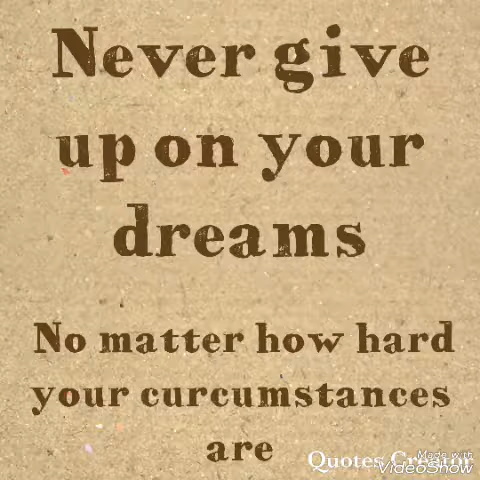 Never give
up on your
dreams
No matter how hard
your curcumstances
are
Quotes Creator
Made with
VideoShow